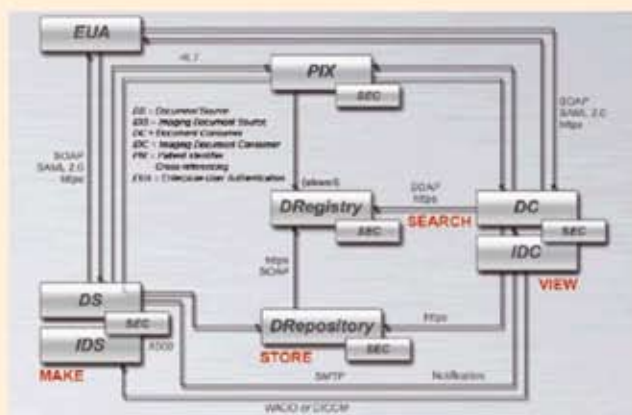 EUA
HL7
PIX
SEC
DS = Document Source
IDS = Imaging Document Source
DC = Document Consumer
IDC = Imaging Document Consumer
PIX = Patient Identifier
Cross-referencing
EUA = Enterprise User Authentication
SOAP
SAML 2.0
https
SOAP
SAML 2.0
https
DRegistry
SEC
SOAP
https
SEARCH
DC
SEC
IDC
VIEW
https
SOAP
DS
SEC
IDS
MAKE
DRepository
SEC
STORE
https
SMTP
Notification
WADO or DICOM